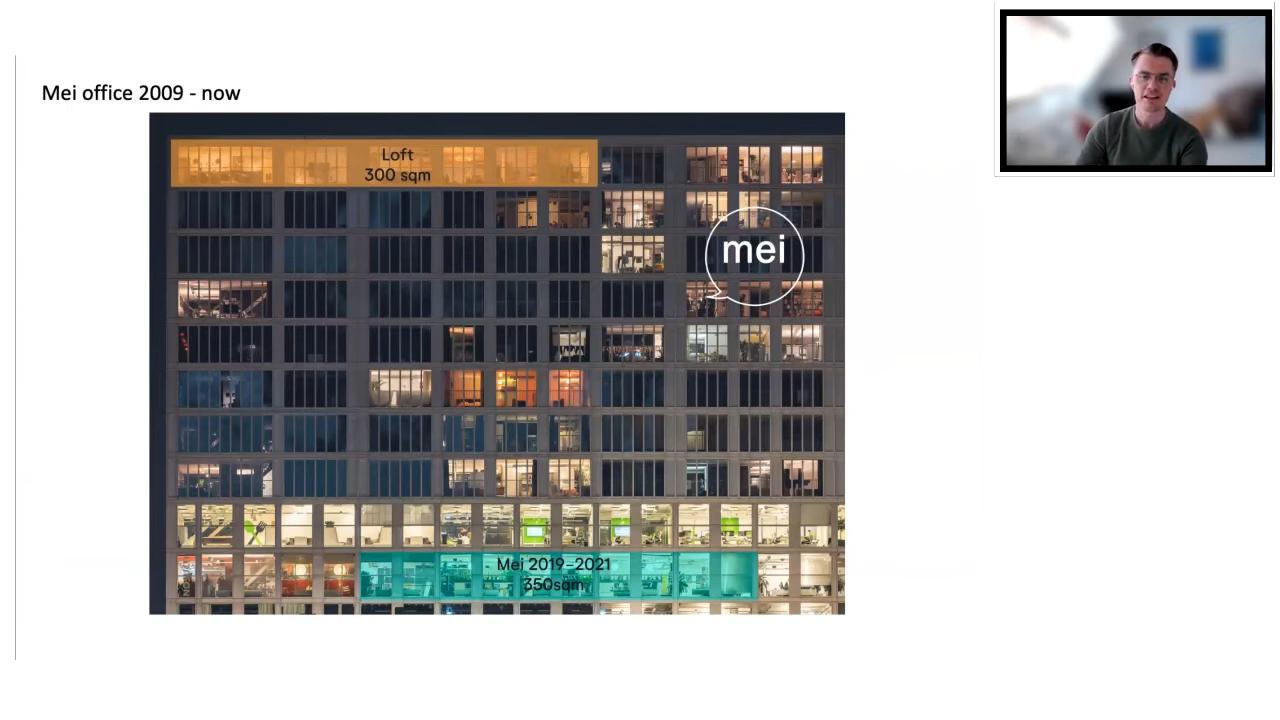 Mei office 2009 - now
Loft
300 sqm
mei
Mei 2019–2021
350sqm